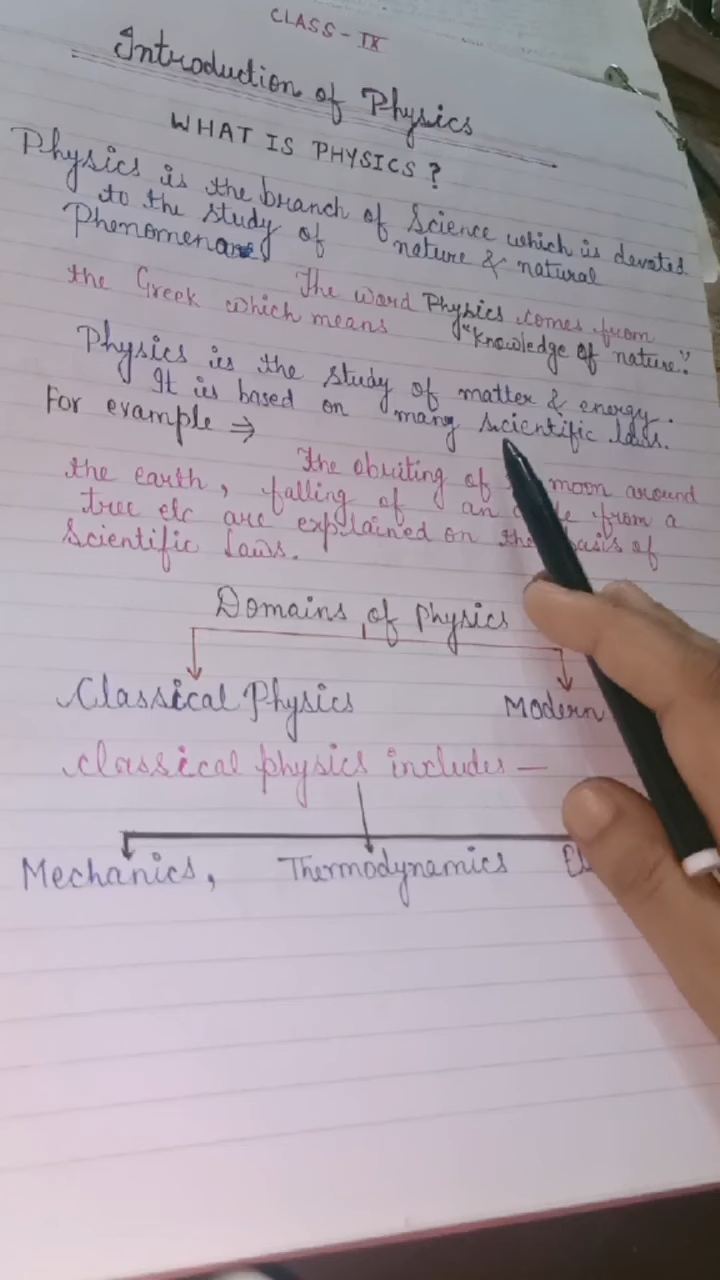 CLASS - IX
Introduction of Physics
WHAT IS PHYSICS?
Physics is the branch of Science which is devoted
to the study of nature & natural
Phenomena
The word Physics comes from
the Greek which means "Knowledge of nature."
Physics is the study of matter & energy.
It is based on many scientific laws.
For example ⇒
The obriting of moon around
the earth, falling of an from a
tree etc are explained on the basis of
Scientific laws.
Domains of Physics
Classical Physics Modern
Classical physics includes —
Mechanics, Thermodynamics